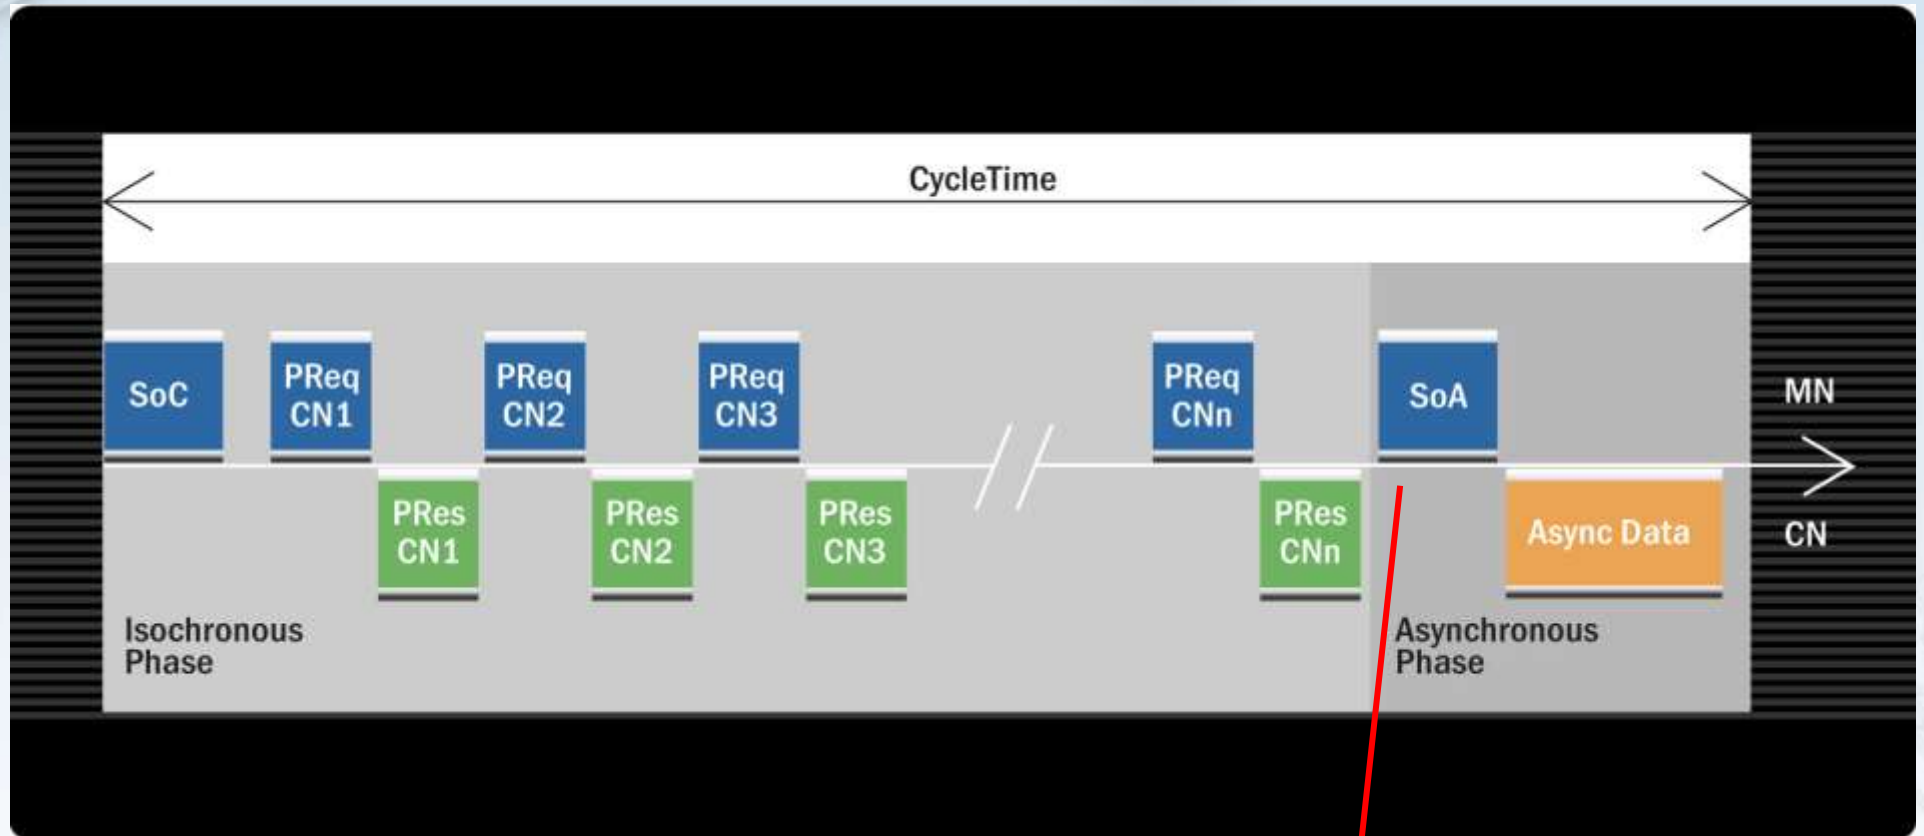 CycleTime
SoC
PReq
CN1
PReq
CN2
PReq
CN3
PReq
CNn
SoA
MN
PRes
CN1
PRes
CN2
PRes
CN3
PRes
CNn
Async Data
CN
Isochronous
Phase
Asynchronous
Phase